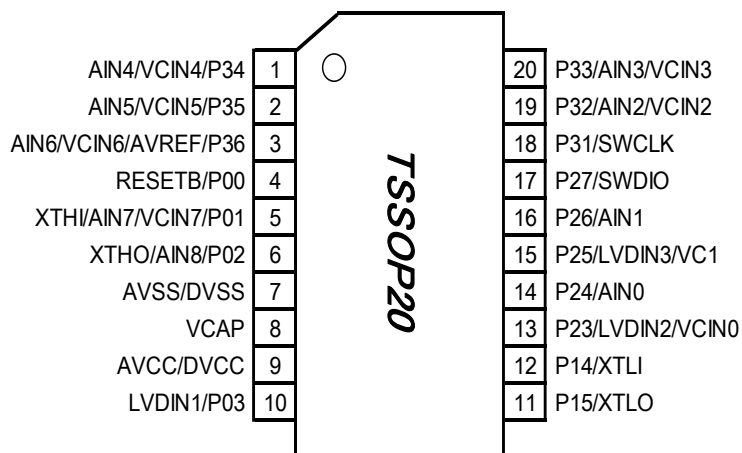 AIN4/VCIN4/P34 1 20 P33/AIN3/VCIN3
AIN5/VCIN5/P35 2 19 P32/AIN2/VCIN2
AIN6/VCIN6/AVREF/P36 3 18 P31/SWCLK
RESETB/P00 4 17 P27/SWDIO
XTHI/AIN7/VCIN7/P01 5 16 P26/AIN1
XTHO/AIN8/P02 6 15 P25/LVDIN3/VC1
AVSS/DVSS 7 14 P24/AIN0
VCAP 8 13 P23/LVDIN2/VCIN0
AVCC/DVCC 9 12 P14/XTLI
LVDIN1/P03 10 11 P15/XTLO
TSSOP20